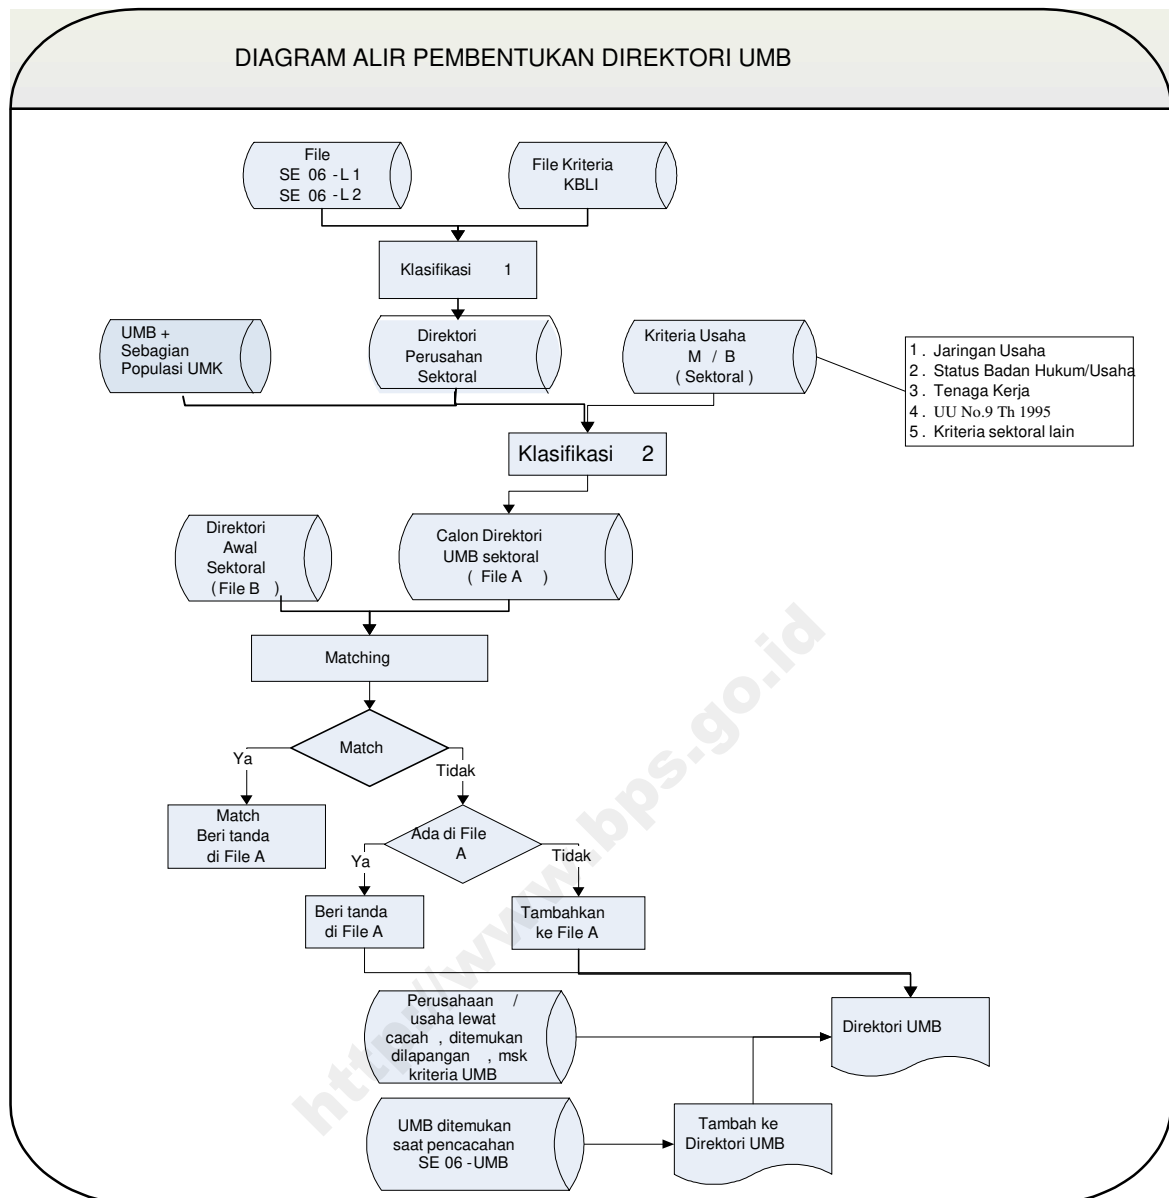 DIAGRAM ALIR PEMBENTUKAN DIREKTORI UMB
File
SE 06 - L 1
SE 06 - L 2
File Kriteria
KBLI
Klasifikasi 1
UMB +
Sebagian
Populasi UMK
Direktori
Perusahan
Sektoral
Kriteria Usaha
M / B
( Sektoral )
1 . Jaringan Usaha
2 . Status Badan Hukum/Usaha
3 . Tenaga Kerja
4 . UU No.9 Th 1995
5 . Kriteria sektoral lain
Klasifikasi 2
Direktori
Awal
Sektoral
( File B )
Calon Direktori
UMB sektoral
( File A )
Matching
Match
Ya
Tidak
Match
Beri tanda
di File A
Ada di File
A
Ya
Tidak
Beri tanda
di File A
Tambahkan
ke File A
Perusahaan /
usaha lewat
cacah , ditemukan
dilapangan , msk
kriteria UMB
Direktori UMB
UMB ditemukan
saat pencacahan
SE 06 - UMB
Tambah ke
Direktori UMB
http://www.bps.go.id